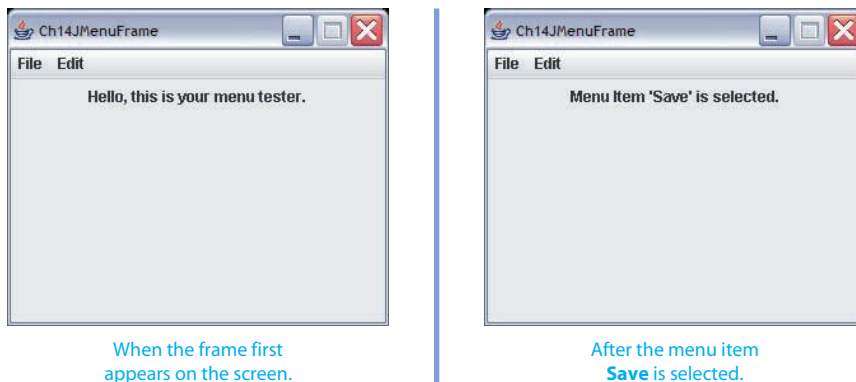 Ch14JMenuFrame
File Edit
Hello, this is your menu tester.
When the frame first
appears on the screen.
Ch14JMenuFrame
File Edit
Menu Item 'Save' is selected.
After the menu item
Save is selected.